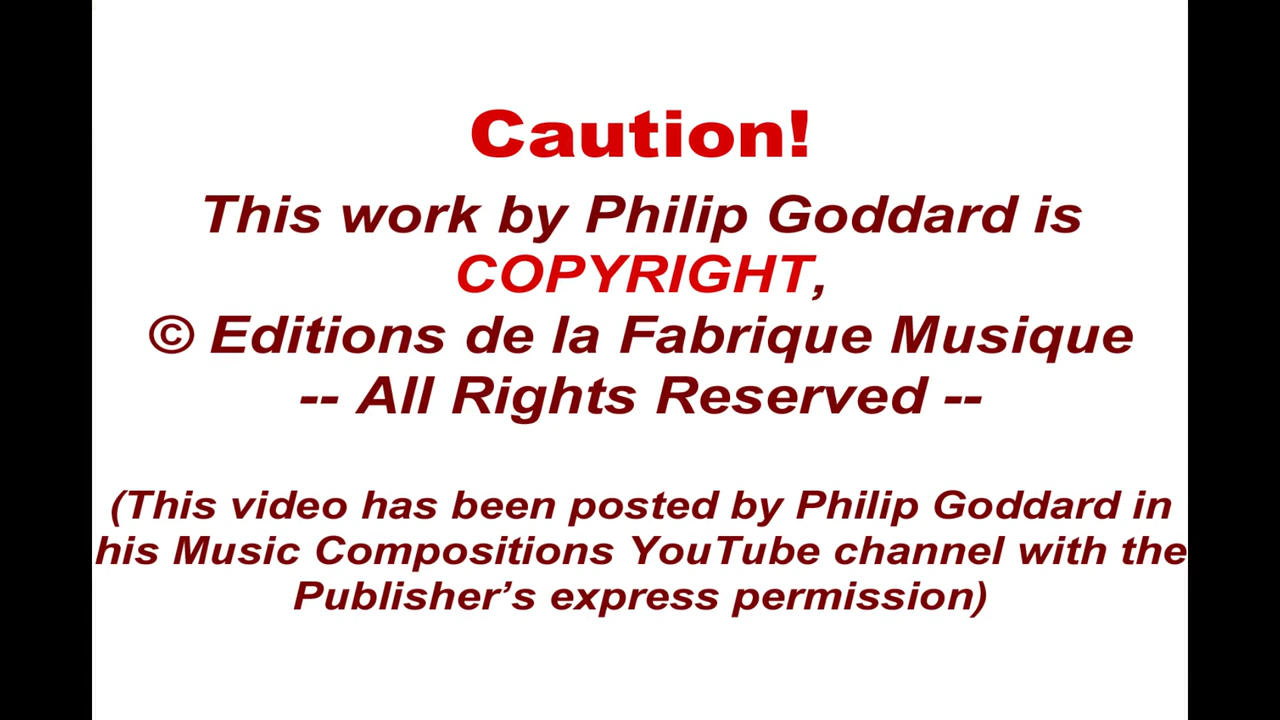 Caution!
This work by Philip Goddard is
COPYRIGHT,
© Editions de la Fabrique Musique
-- All Rights Reserved --
(This video has been posted by Philip Goddard in
his Music Compositions YouTube channel with the
Publisher’s express permission)